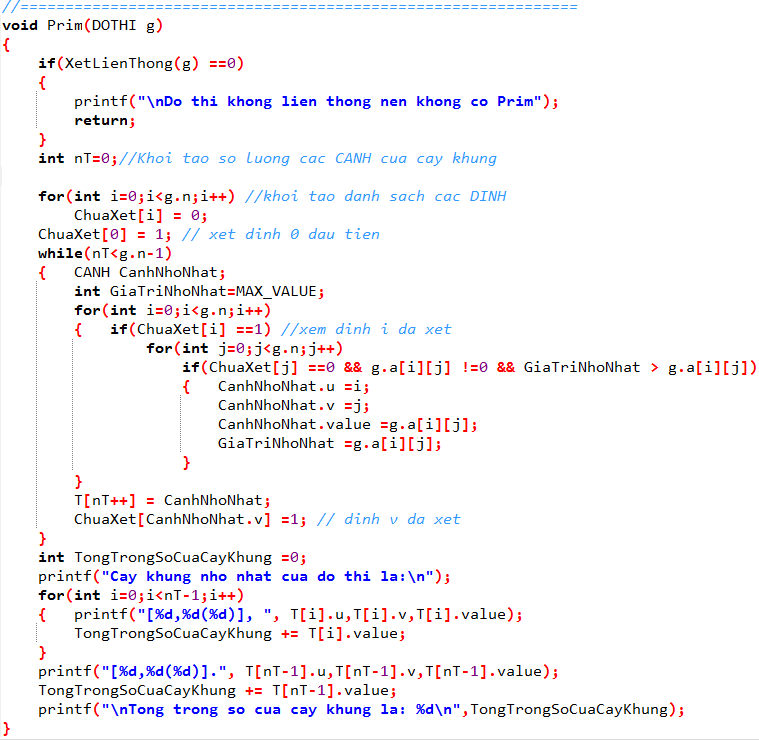 //==============================================================
void Prim(DOTHI g)
{
    if(XetLienThong(g) ==0)
    {
        printf("\nDo thi khong lien thong nen khong co Prim");
        return;
    }
    int nT=0;//Khoi tao so luong cac CANH cua cay khung
    for(int i=0;i<g.n;i++) //khoi tao danh sach cac DINH
        ChuaXet[i] = 0;
    ChuaXet[0] = 1; // xet dinh 0 dau tien
    while(nT<g.n-1)
    {   CANH CanhNhoNhat;
        int GiaTriNhoNhat=MAX_VALUE;
        for(int i=0;i<g.n;i++)
        {   if(ChuaXet[i] ==1) //xem dinh i da xet
                for(int j=0;j<g.n;j++)
                    if(ChuaXet[j] ==0 && g.a[i][j] !=0 && GiaTriNhoNhat > g.a[i][j])
                    {   CanhNhoNhat.u =i;
                        CanhNhoNhat.v =j;
                        CanhNhoNhat.value =g.a[i][j];
                        GiaTriNhoNhat =g.a[i][j];
                    }
        }
        T[nT++] = CanhNhoNhat;
        ChuaXet[CanhNhoNhat.v] =1; // dinh v da xet
    }
    int TongTrongSoCuaCayKhung =0;
    printf("Cay khung nho nhat cua do thi la:\n");
    for(int i=0;i<nT-1;i++)
    {   printf("[%d,%d(%d)], ", T[i].u,T[i].v,T[i].value);
        TongTrongSoCuaCayKhung += T[i].value;
    }
    printf("[%d,%d(%d)].", T[nT-1].u,T[nT-1].v,T[nT-1].value);
    TongTrongSoCuaCayKhung += T[nT-1].value;
    printf("\nTong trong so cua cay khung la: %d\n",TongTrongSoCuaCayKhung);
}